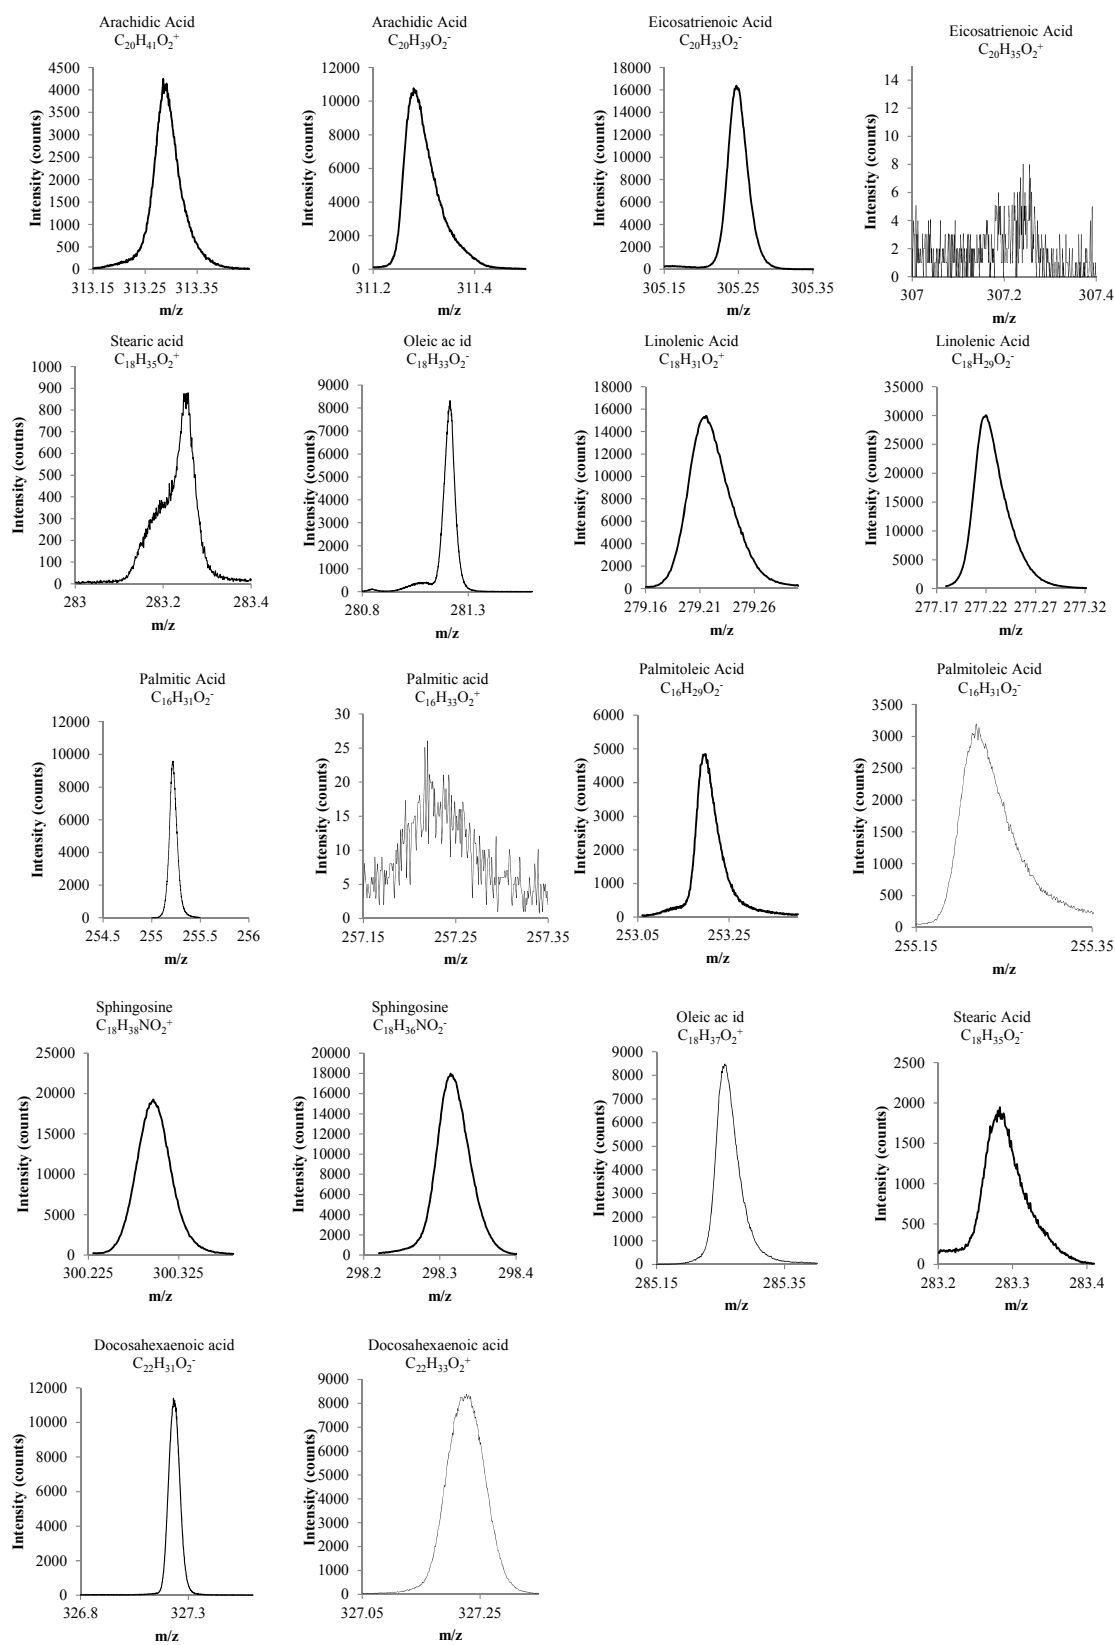 Arachidic Acid
C20H41O2+
4500
4000
3500
3000
2500
2000
1500
1000
500
0
Intensity (counts)
313.15 313.25 313.35
m/z
Arachidic Acid
C20H39O2-
12000
10000
8000
6000
4000
2000
0
Intensity (counts)
311.2 311.4
m/z
Eicosatrienoic Acid
C20H33O2-
18000
16000
14000
12000
10000
8000
6000
4000
2000
0
Intensity (counts)
305.15 305.25 305.35
m/z
Eicosatrienoic Acid
C20H35O2+
14
12
10
8
6
4
2
0
Intensity (counts)
307 307.2 307.4
m/z
Stearic acid
C18H35O2+
1000
900
800
700
600
500
400
300
200
100
0
Intensity (coutns)
283 283.2 283.4
m/z
Oleic ac id
C18H33O2-
9000
8000
7000
6000
5000
4000
3000
2000
1000
0
Intensity (counts)
280.8 281.3
m/z
Linolenic Acid
C18H31O2+
18000
16000
14000
12000
10000
8000
6000
4000
2000
0
Intensity (counts)
279.16 279.21 279.26
m/z
Linolenic Acid
C18H29O2-
35000
30000
25000
20000
15000
10000
5000
0
Intensity (counts)
277.17 277.22 277.27 277.32
m/z
Palmitic Acid
C16H31O2-
12000
10000
8000
6000
4000
2000
0
Intensity (counts)
254.5 255 255.5 256
m/z
Palmitic acid
C16H33O2+
30
25
20
15
10
5
0
Intensity (counts)
257.15 257.25 257.35
m/z
Palmitoleic Acid
C16H29O2-
6000
5000
4000
3000
2000
1000
0
Intensity (counts)
253.05 253.25
m/z
Palmitoleic Acid
C16H31O2-
3500
3000
2500
2000
1500
1000
500
0
Intensity (counts)
255.15 255.35
m/z
Sphingosine
C18H38NO2+
25000
20000
15000
10000
5000
0
Intensity (counts)
300.225 300.325
m/z
Sphingosine
C18H36NO2-
20000
18000
16000
14000
12000
10000
8000
6000
4000
2000
0
Intensity (counts)
298.2 298.3 298.4
m/z
Oleic ac id
C18H37O2+
9000
8000
7000
6000
5000
4000
3000
2000
1000
0
Intensity (counts)
285.15 285.35
m/z
Stearic Acid
C18H35O2-
2500
2000
1500
1000
500
0
Intensity (counts)
283.2 283.3 283.4
m/z
Docosahexaenoic acid
C22H31O2-
12000
10000
8000
6000
4000
2000
0
Intensity (counts)
326.8 327.3
m/z
Docosahexaenoic acid
C22H33O2+
9000
8000
7000
6000
5000
4000
3000
2000
1000
0
Intensity (counts)
327.05 327.25
m/z